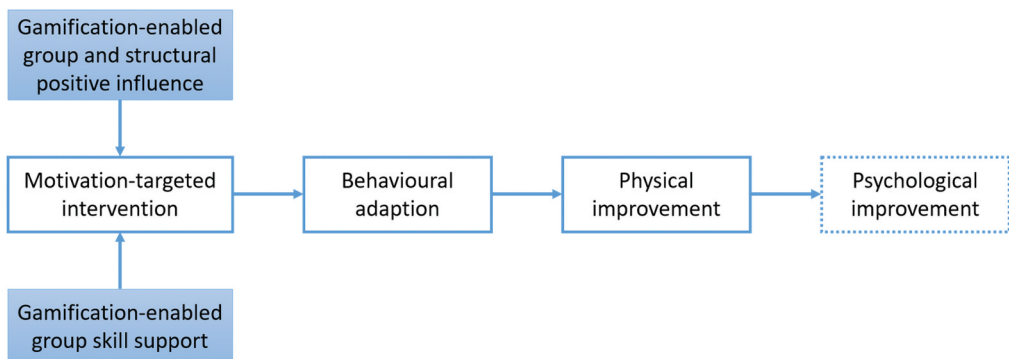 Gamification-enabled
group and structural
positive influence
Motivation-targeted
intervention
Behavioural
adaption
Physical
improvement
Psychological
improvement
Gamification-enabled
group skill support